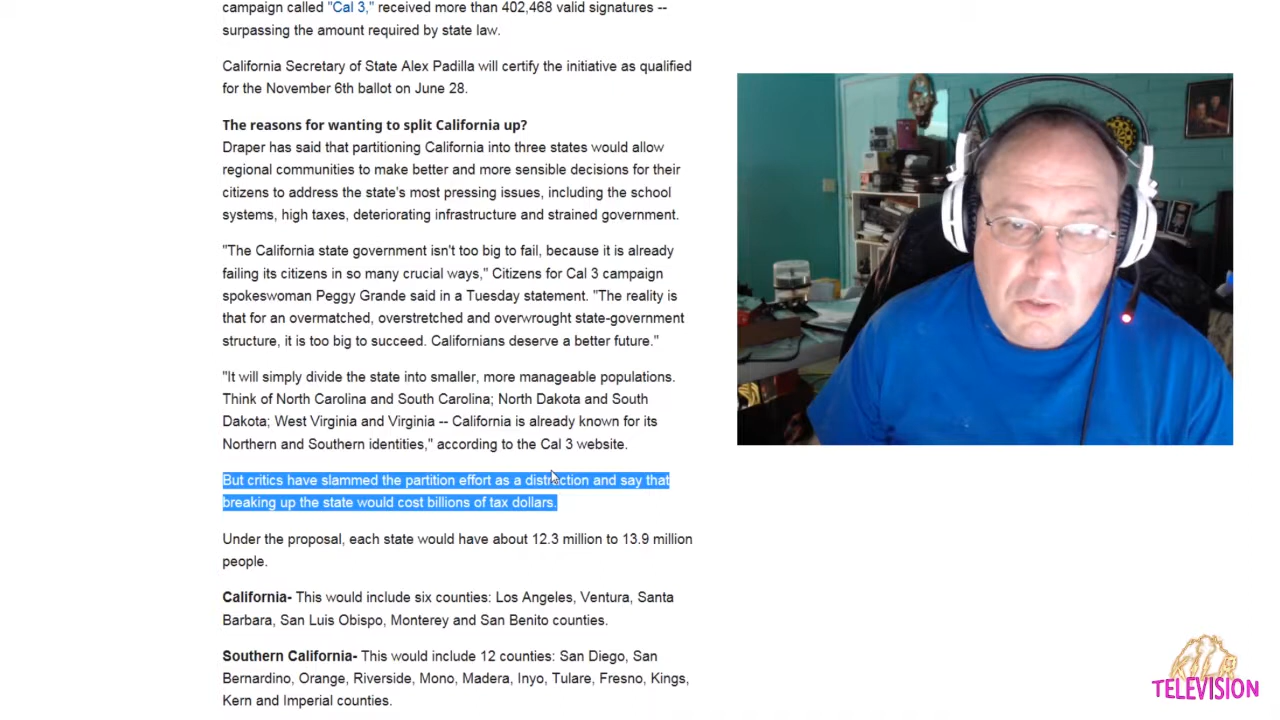 campaign called "Cal 3," received more than 402,468 valid signatures --
surpassing the amount required by state law.
California Secretary of State Alex Padilla will certify the initiative as qualified
for the November 6th ballot on June 28.
The reasons for wanting to split California up?
Draper has said that partitioning California into three states would allow
regional communities to make better and more sensible decisions for their
citizens to address the state's most pressing issues, including the school
systems, high taxes, deteriorating infrastructure and strained government.
"The California state government isn't too big to fail, because it is already
failing its citizens in so many crucial ways," Citizens for Cal 3 campaign
spokeswoman Peggy Grande said in a Tuesday statement. "The reality is
that for an overmatched, overstretched and overwrought state-government
structure, it is too big to succeed. Californians deserve a better future."
"It will simply divide the state into smaller, more manageable populations.
Think of North Carolina and South Carolina; North Dakota and South
Dakota; West Virginia and Virginia -- California is already known for its
Northern and Southern identities," according to the Cal 3 website.
But critics have slammed the partition effort as a distraction and say that
breaking up the state would cost billions of tax dollars.
Under the proposal, each state would have about 12.3 million to 13.9 million
people.
California- This would include six counties: Los Angeles, Ventura, Santa
Barbara, San Luis Obispo, Monterey and San Benito counties.
Southern California- This would include 12 counties: San Diego, San
Bernardino, Orange, Riverside, Mono, Madera, Inyo, Tulare, Fresno, Kings,
Kern and Imperial counties.
TELEVISION